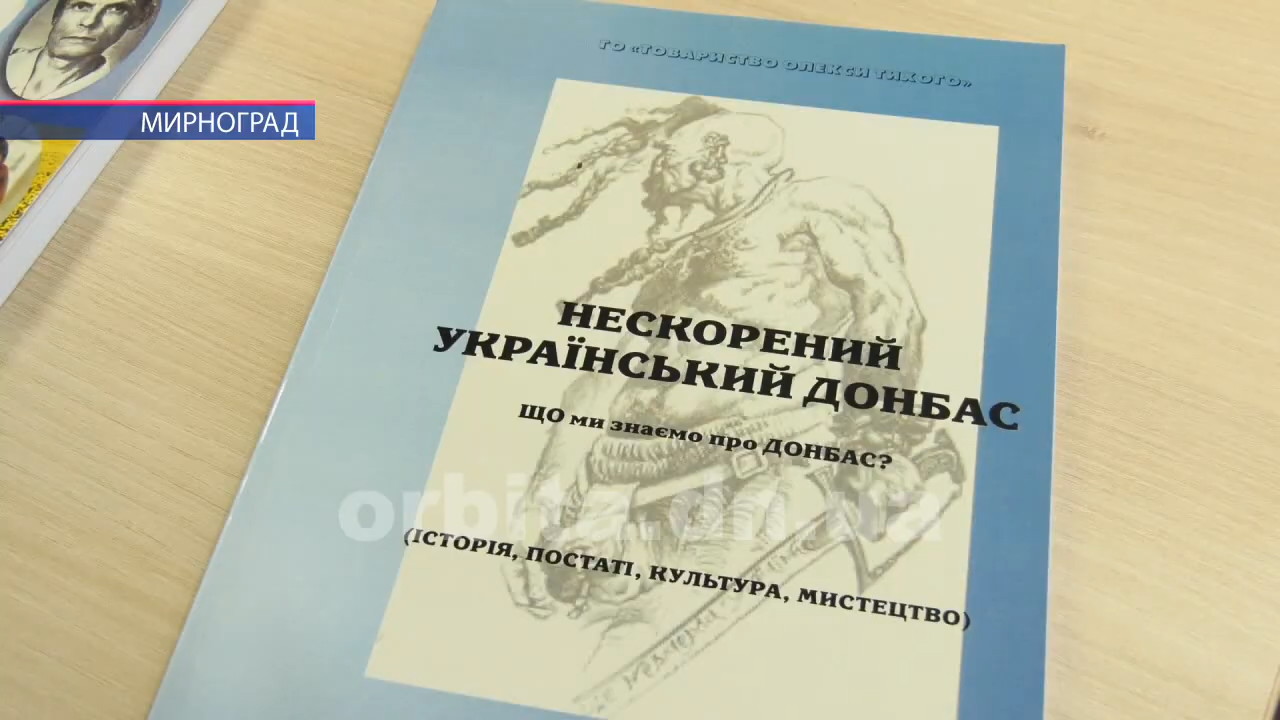 ГО «ТОВАРИСТВО ОЛЕКСИ ТИХОГО»
МИРНОГРАД
НЕСКОРЕНИЙ
УКРАЇНСЬКИЙ ДОНБАС
ЩО ми знаємо про ДОНБАС?
orbita.dn.ua
(ІСТОРІЯ, ПОСТАТІ, КУЛЬТУРА, МИСТЕЦТВО)